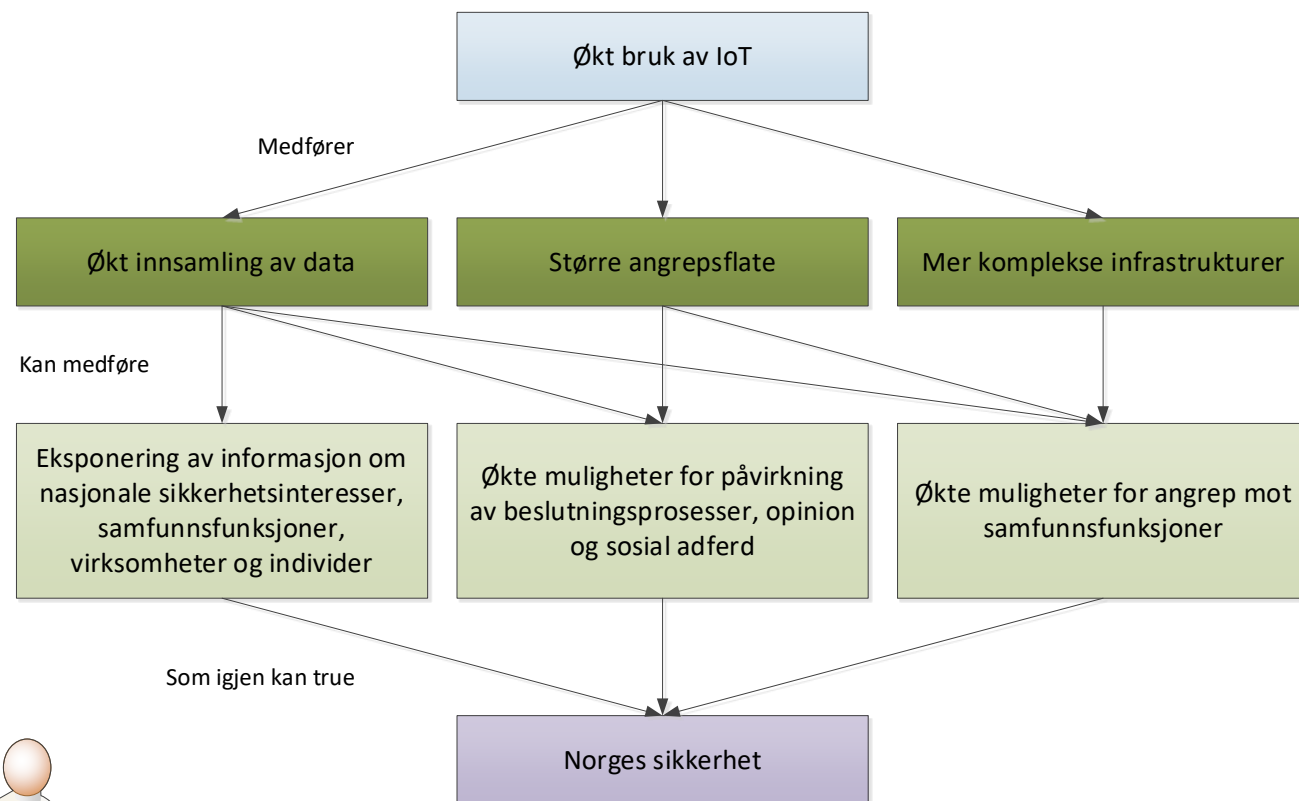 Økt bruk av IoT
Medfører
Økt innsamling av data
Større angrepsflate
Mer komplekse infrastrukturer
Kan medføre
Eksponering av informasjon om
nasjonale sikkerhetsinteresser,
samfunnsfunksjoner,
virksomheter og individer
Økte muligheter for påvirkning
av beslutningsprosesser, opinion
og sosial adferd
Økte muligheter for angrep mot
samfunnsfunksjoner
Som igjen kan true
Norges sikkerhet